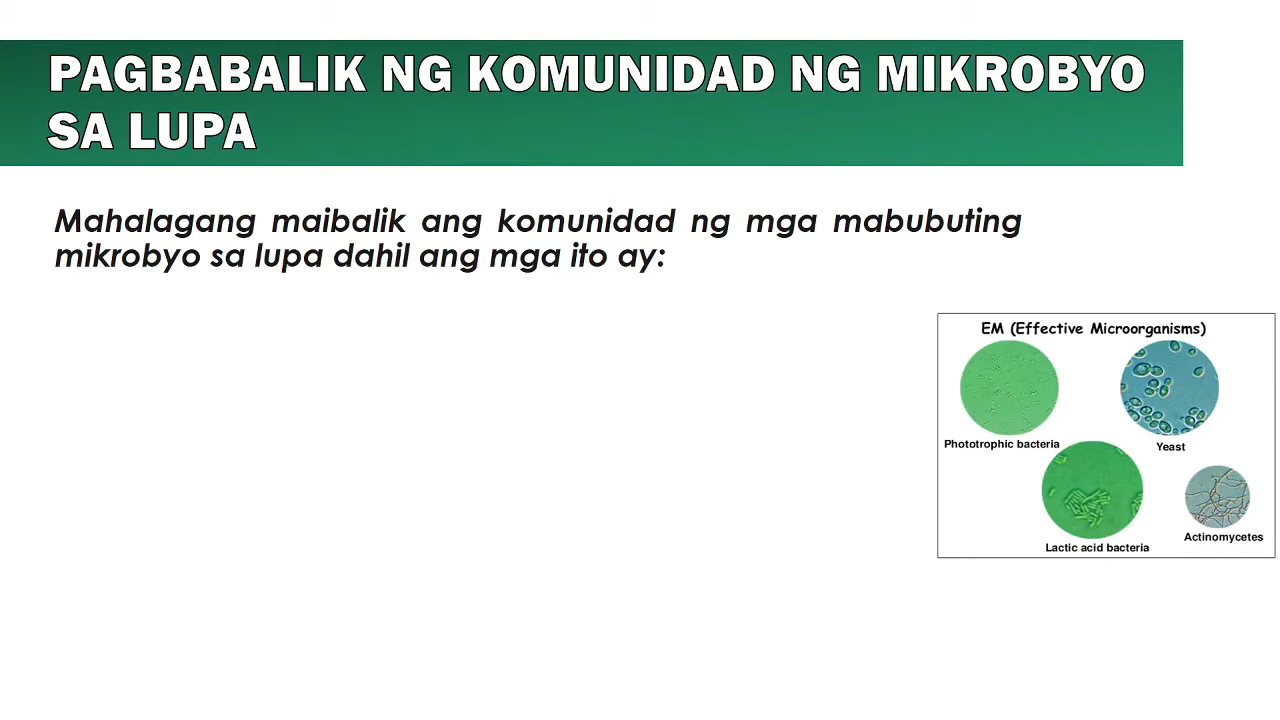 PAGBABALIK NG KOMUNIDAD NG MIKROBYO
SA LUPA
Mahalagang maibalik ang komunidad ng mga mabubuting
mikrobyo sa lupa dahil ang mga ito ay:
EM (Effective Microorganisms)
Phototrophic bacteria
Yeast
Lactic acid bacteria
Actinomycetes